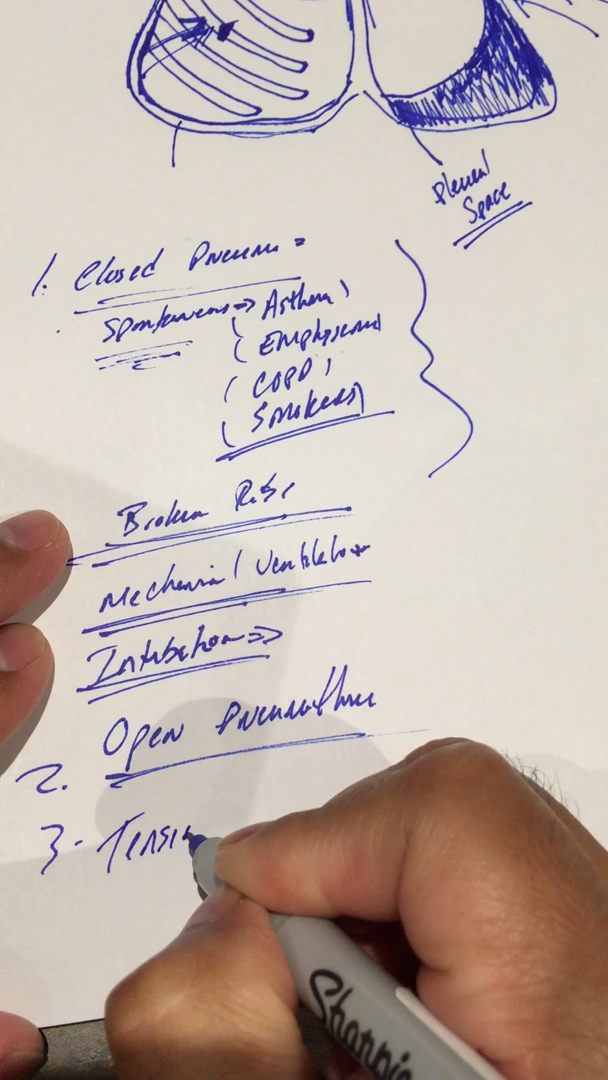 Pleural
Space
1. Closed Pneumo =
Spontaneous => Asthma)
( Emphysema
( COPD)
( Smokers)
Broken Ribs
Mechanical Ventilator
Intubation =>
2. Open Pneumothorax
3. Tensi
Sharpie